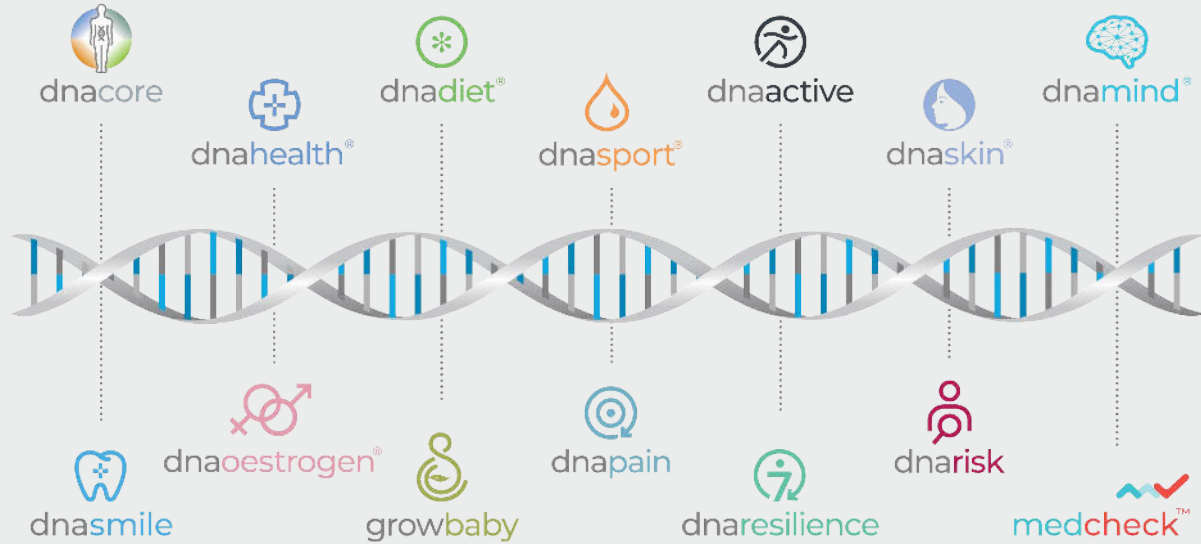 dnacore
dnadiet®
dnaactive
dnamind®
dnahealth®
dnasport®
dnaskin®
dnaoestrogen®
dnapain
dnarisk
dnasmile
growbaby
dnaresilience
medcheck™